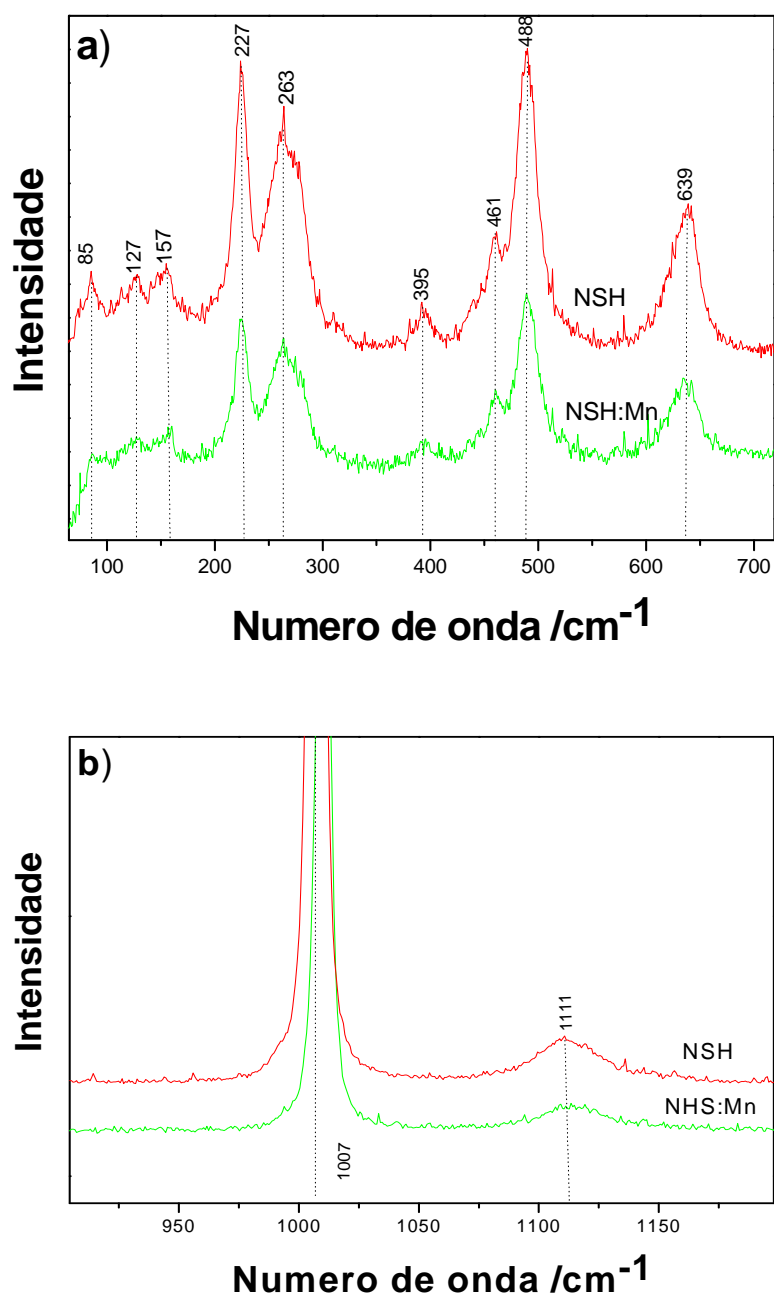 a)
Intensidade
85
127
157
227
263
395
461
488
639
NSH
NSH:Mn
100 200 300 400 500 600 700
Numero de onda /cm-1
b)
Intensidade
1007
1111
NSH
NHS:Mn
950 1000 1050 1100 1150
Numero de onda /cm-1